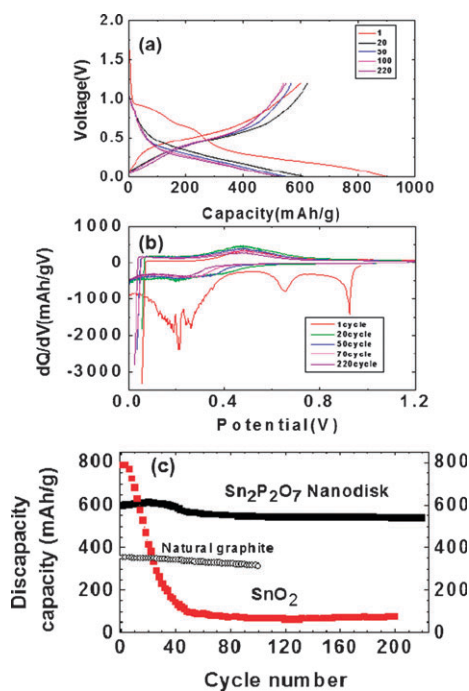 (a)
1
20
50
100
220
Voltage(V)
2.0
1.5
1.0
0.5
0.0
0 200 400 600 800 1000
Capacity(mAh/g)
(b)
dQ/dV(mAh/gV)
1000
0
-1000
-2000
-3000
1cycle
20cycle
50cycle
70cycle
220cycle
0.0 0.4 0.8 1.2
Potential(V)
(c)
Discapacity
capacity (mAh/g)
800
600
400
200
0
Sn2P2O7 Nanodisk
Natural graphite
SnO2
800
600
400
200
0
0 40 80 120 160 200
Cycle number